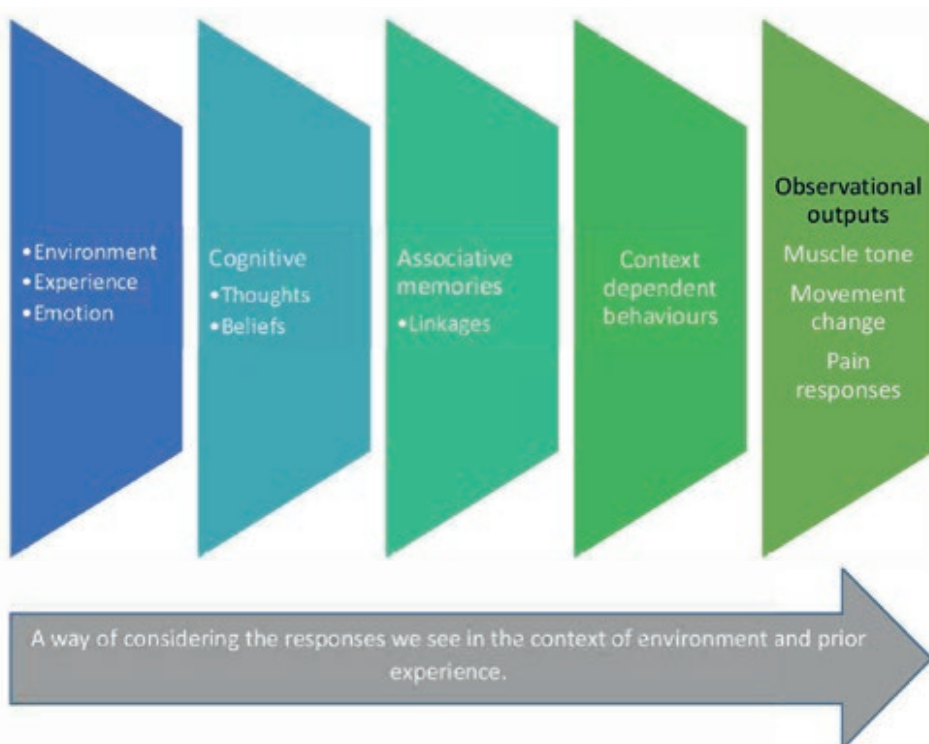 •Environment
•Experience
•Emotion
Cognitive
•Thoughts
•Beliefs
Associative
memories
•Linkages
Context
dependent
behaviours
Observational
outputs
Muscle tone
Movement
change
Pain
responses
A way of considering the responses we see in the context of environment and prior
experience.